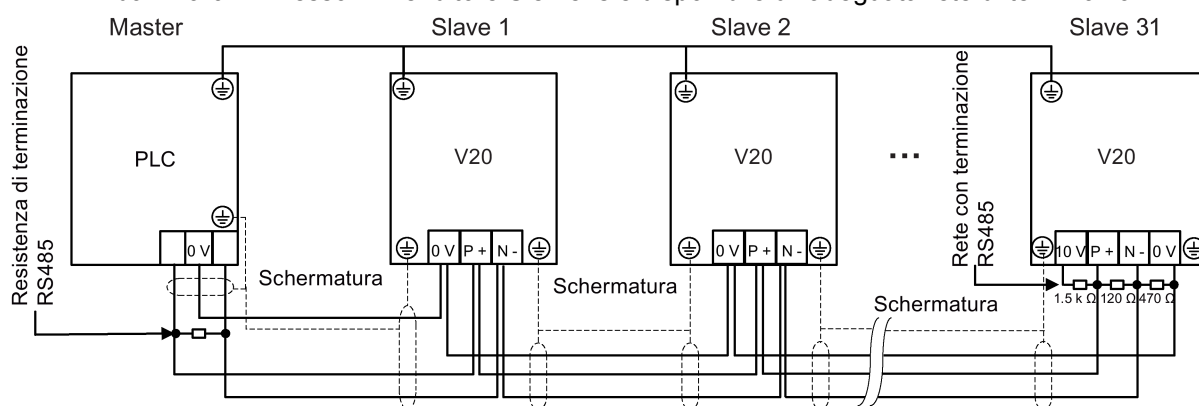 Master
Slave 1
Slave 2
Slave 31
Resistenza di terminazione
RS485
PLC
0 V
Schermatura
V20
0 V P + N -
Schermatura
V20
0 V P + N -
...
Schermatura
Rete con terminazione
RS485
V20
10 V P + N - 0 V
1.5 k Ω 120 Ω 470 Ω